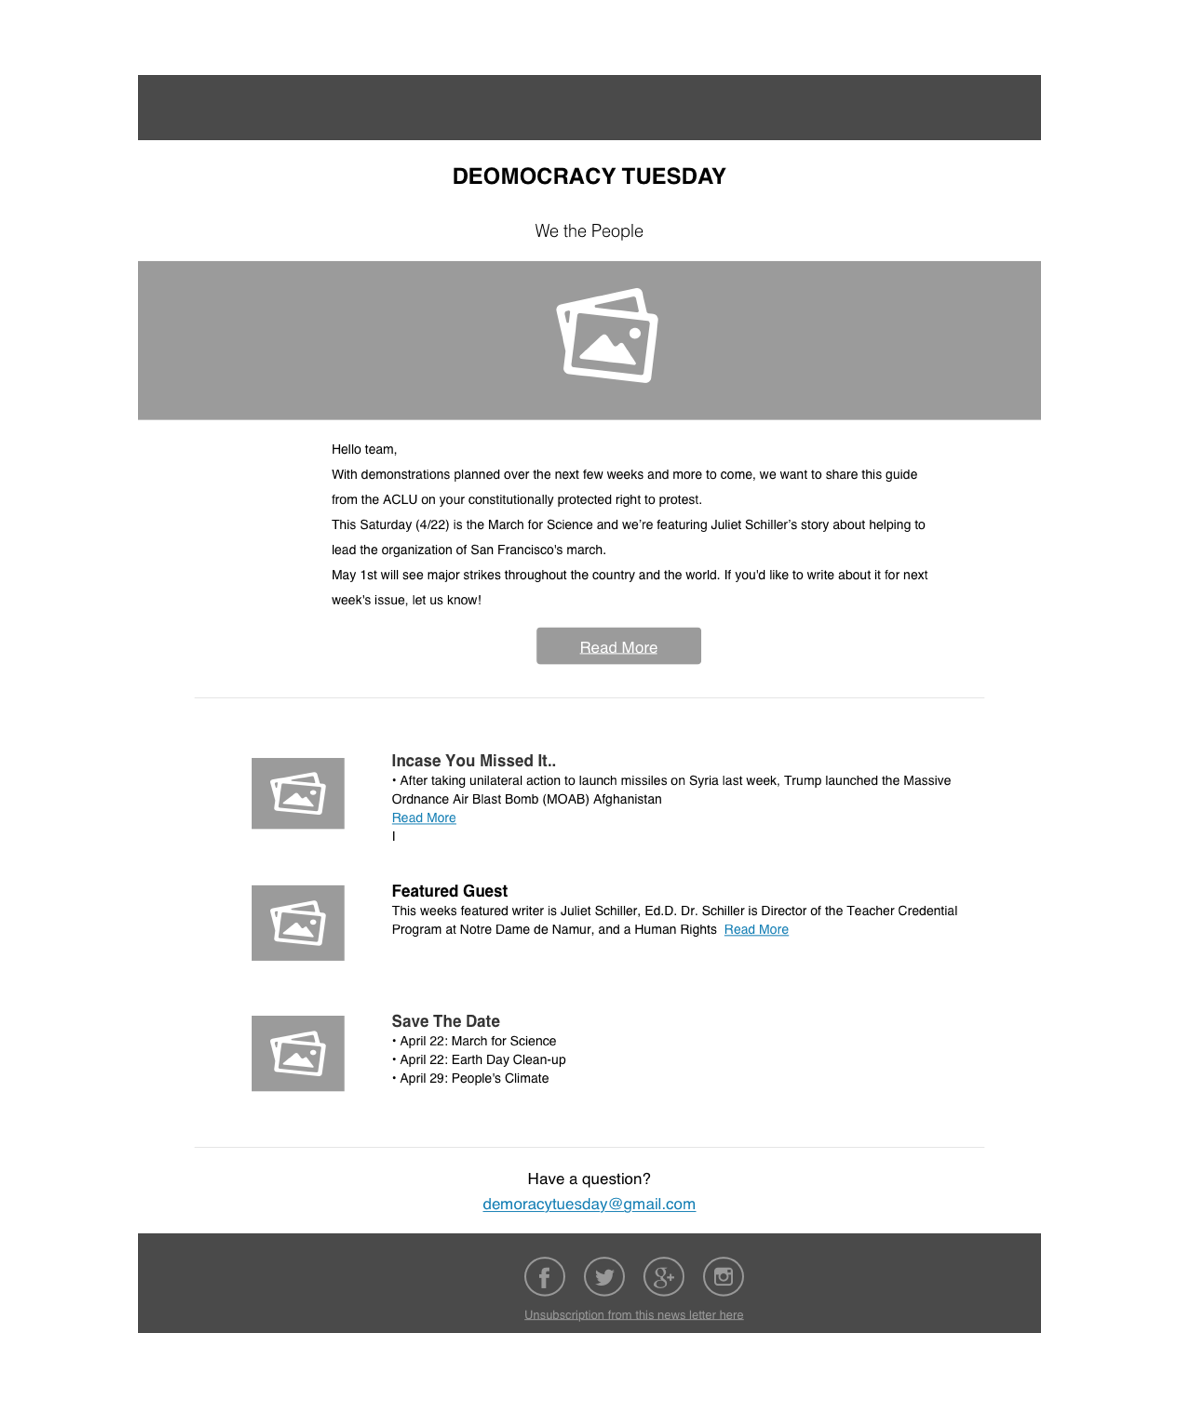 DEOMOCRACY TUESDAY
We the People
Hello team,
With demonstrations planned over the next few weeks and more to come, we want to share this guide
from the ACLU on your constitutionally protected right to protest.
This Saturday (4/22) is the March for Science and we’re featuring Juliet Schiller’s story about helping to
lead the organization of San Francisco's march.
May 1st will see major strikes throughout the country and the world. If you'd like to write about it for next
week's issue, let us know!
Read More
Incase You Missed It..
• After taking unilateral action to launch missiles on Syria last week, Trump launched the Massive
Ordnance Air Blast Bomb (MOAB) Afghanistan
Read More
I
Featured Guest
This weeks featured writer is Juliet Schiller, Ed.D. Dr. Schiller is Director of the Teacher Credential
Program at Notre Dame de Namur, and a Human Rights Read More
Save The Date
• April 22: March for Science
• April 22: Earth Day Clean-up
• April 29: People's Climate
Have a question?
demoracytuesday@gmail.com
Unsubscription from this news letter here